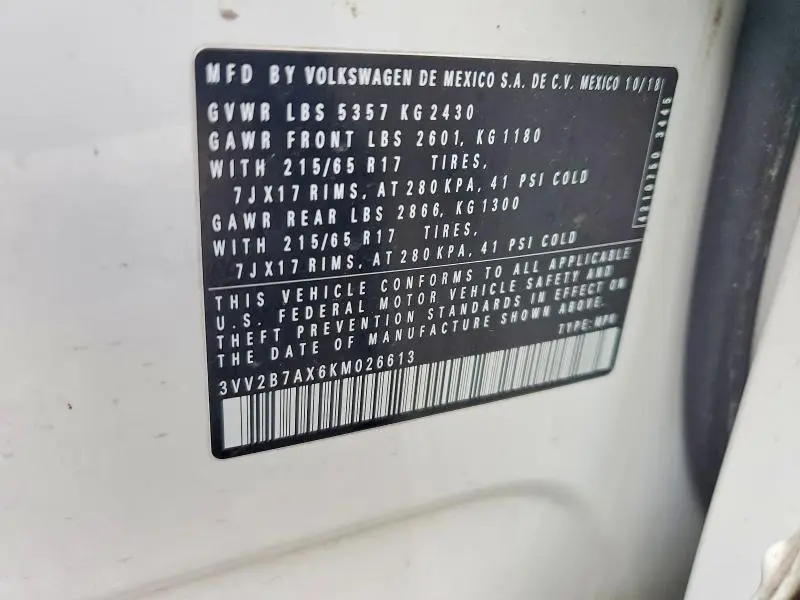 MFD BY VOLKSWAGEN DE MEXICO S.A. DE C.V. MEXICO 10/18
GVWR LBS 5357 KG 2430
GAWR FRONT LBS 2601, KG 1180
WITH 215/65 R17 TIRES,
7JX17 RIMS, AT 280 KPA, 41 PSI COLD
GAWR REAR LBS 2866, KG 1300
WITH 215/65 R17 TIRES,
7JX17 RIMS, AT 280 KPA, 41 PSI COLD
THIS VEHICLE CONFORMS TO ALL APPLICABLE
U.S. FEDERAL MOTOR VEHICLE SAFETY AND
THEFT PREVENTION STANDARDS IN EFFECT ON
THE DATE OF MANUFACTURE SHOWN ABOVE.
TYPE:MPV
3VV2B7AX6KM026613